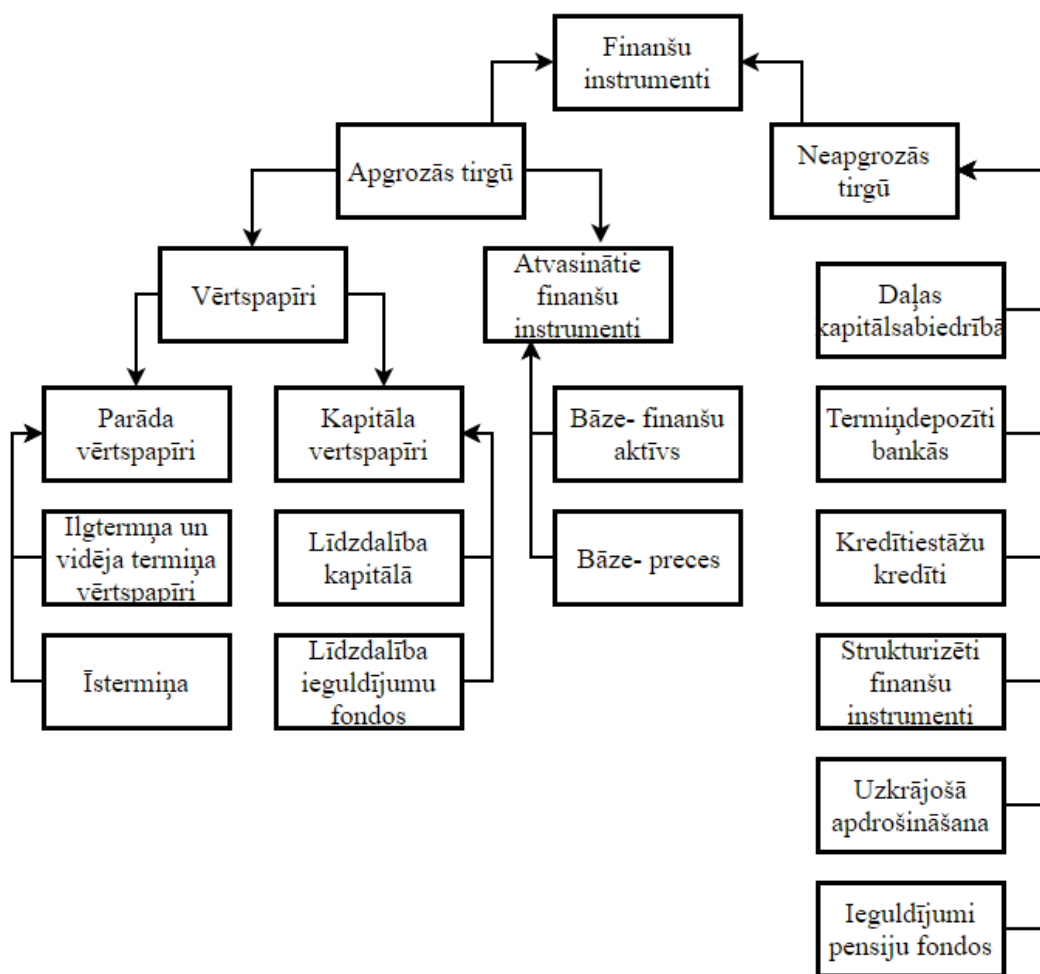 Finanšu
instrumenti
Apgrozās tirgū
Neapgrozās
tirgū
Vērtspapīri
Atvasinātie
finanšu
instrumenti
Daļas
kapitālsabiedrībā
Parāda
vērtspapīri
Kapitāla
vertspapīri
Bāze- finanšu
aktīvs
Termiņdepozīti
bankās
Ilgtermņa un
vidēja termiņa
vērtspapīri
Līdzdalība
kapitālā
Bāze- preces
Kredītiestāžu
kredīti
Īstermiņa
Līdzdalība
ieguldījumu
fondos
Strukturizēti
finanšu
instrumenti
Uzkrājošā
apdrošināšana
Ieguldījumi
pensiju fondos